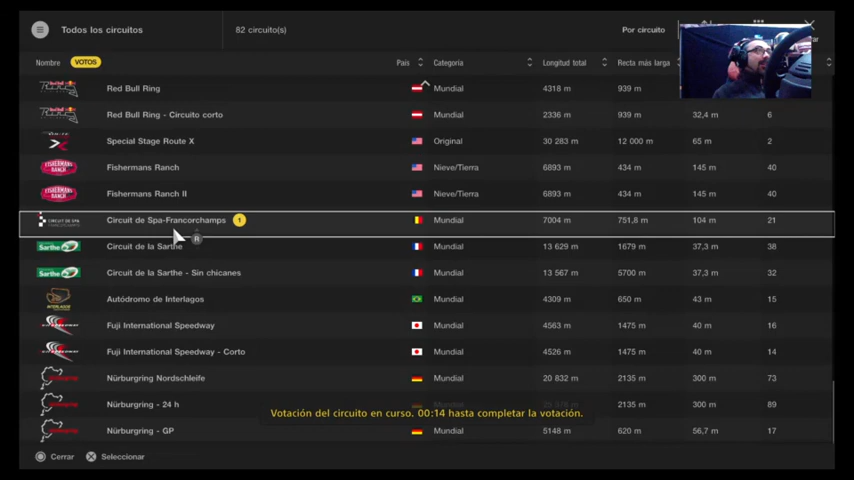 Todos los circuitos 82 circuito(s) Por circuito
Nombre VOTOS País Categoría Longitud total Recta más larga
Red Bull Ring Mundial 4318 m 939 m
Red Bull Ring - Circuito corto Mundial 2336 m 939 m 32,4 m 6
Special Stage Route X Original 30 283 m 12 000 m 65 m 2
Fishermans Ranch Nieve/Tierra 6893 m 434 m 145 m 40
Fishermans Ranch II Nieve/Tierra 6893 m 434 m 145 m 40
Circuit de Spa-Francorchamps 1 Mundial 7004 m 751,8 m 104 m 21
R
Sarthe Circuit de la Sarthe Mundial 13 629 m 1679 m 37,3 m 38
Sarthe Circuit de la Sarthe - Sin chicanes Mundial 13 567 m 5700 m 37,3 m 32
Autódromo de Interlagos Mundial 4309 m 650 m 43 m 15
Fuji International Speedway Mundial 4563 m 1475 m 40 m 16
Fuji International Speedway - Corto Mundial 4526 m 1475 m 40 m 14
Nürburgring Nordschleife Mundial 20 832 m 2135 m 300 m 73
Nürburgring - 24 h 2135 m 300 m 89
Votación del circuito en curso. 00:14 hasta completar la votación.
Nürburgring - GP Mundial 5148 m 620 m 56,7 m 17
Cerrar Seleccionar